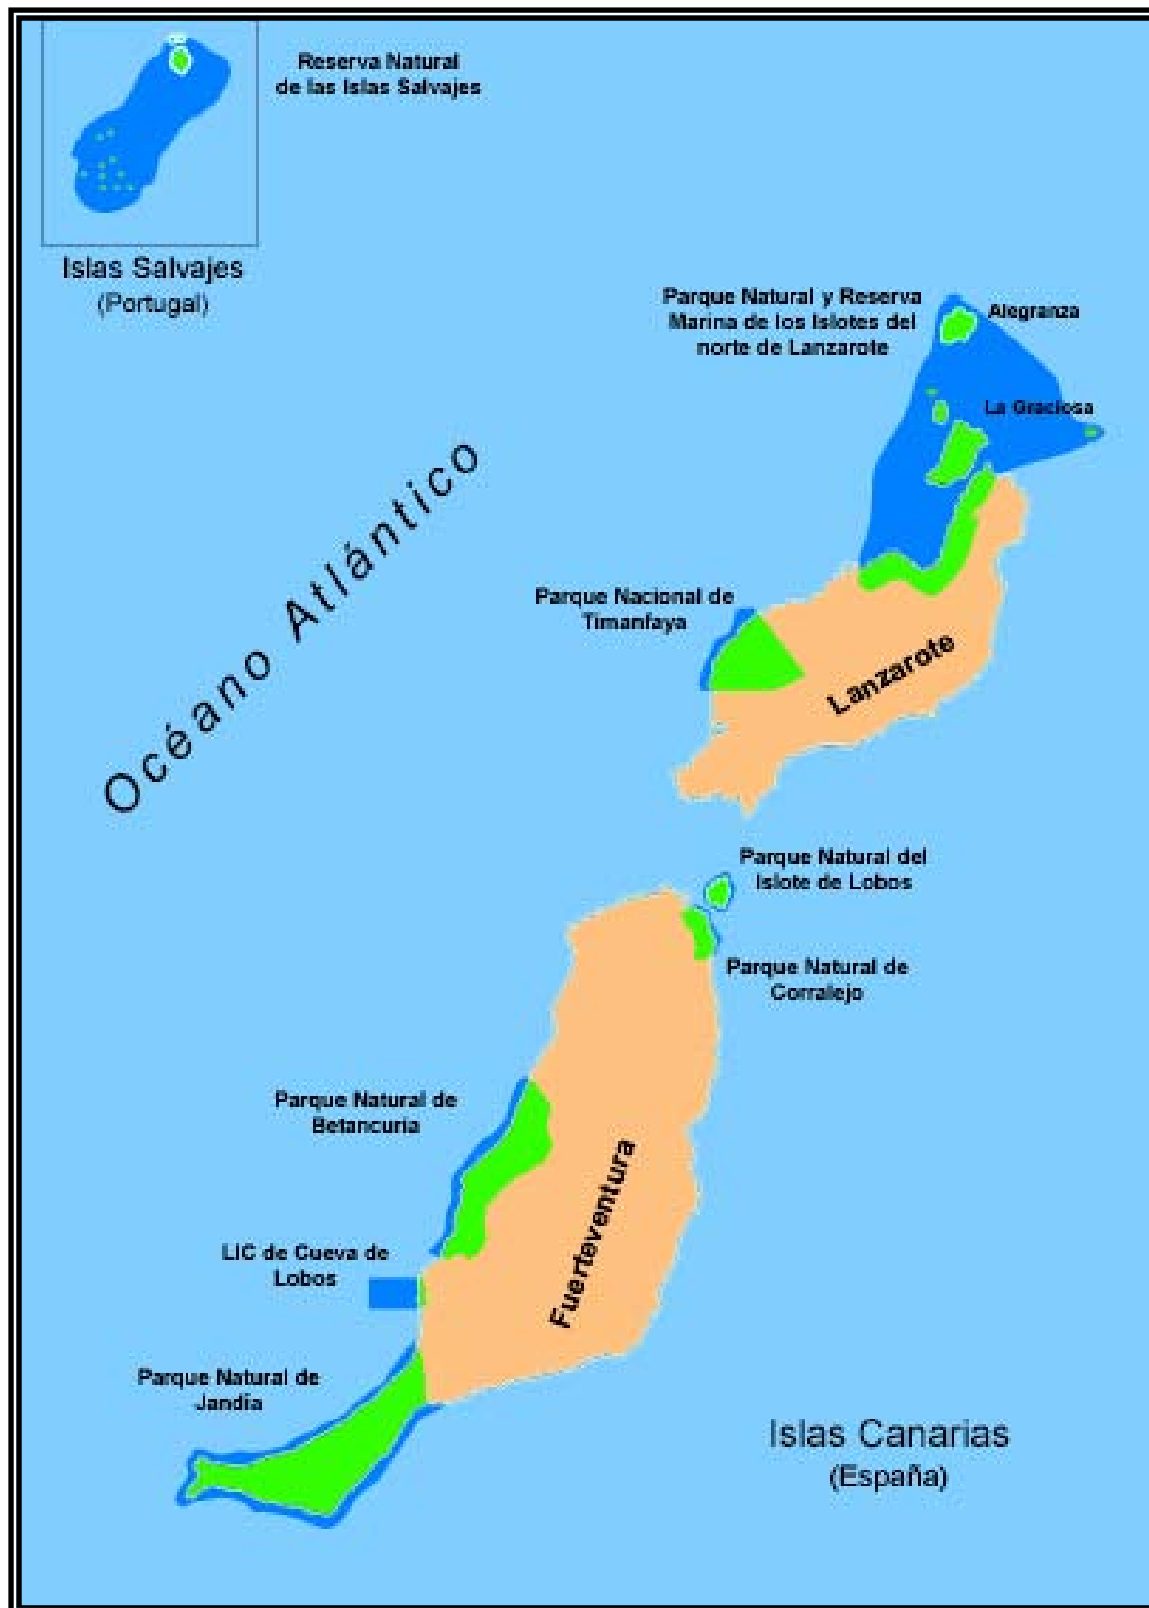 Reserva Natural
de las Islas Salvajes
Islas Salvajes
(Portugal)
Parque Natural y Reserva
Marina de los Islotes del
norte de Lanzarote
Alegranza
La Graciosa
Océano Atlántico
Parque Nacional de
Timanfaya
Lanzarote
Parque Natural del
Islote de Lobos
Parque Natural de
Corralejo
Parque Natural de
Betancuria
Fuerteventura
LIC de Cueva de
Lobos
Parque Natural de
Jandía
Islas Canarias
(España)